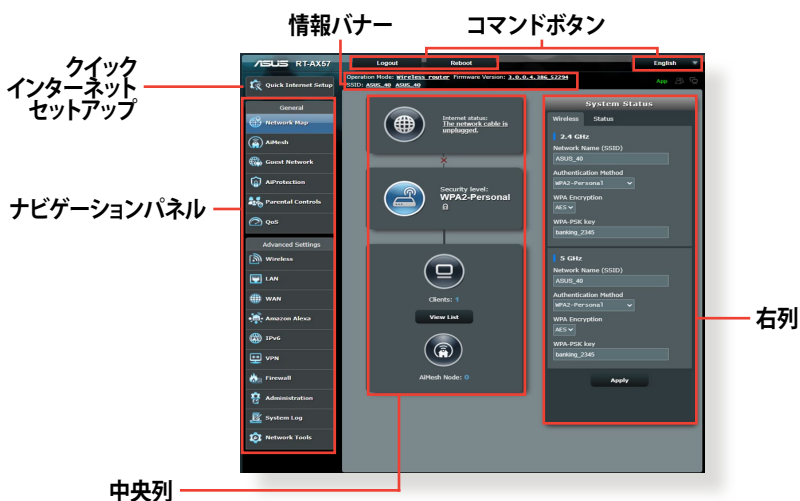 情報バナー
コマンドボタン
クイック
インターネット
セットアップ
ナビゲーションパネル
中央列
右列
ASUS RT-AX57
Logout
Reboot
English
Operation Mode: Wireless router Firmware Version: 3.0.0.4.386_52294
SSID: ASUS_40 ASUS_40
App
Quick Internet Setup
General
Network Map
AiMesh
Guest Network
AiProtection
Parental Controls
QoS
Advanced Settings
Wireless
LAN
WAN
Amazon Alexa
IPv6
VPN
Firewall
Administration
System Log
Network Tools
Internet status:
The network cable is
unplugged.
Security level:
WPA2-Personal
Clients: 1
View List
AiMesh Node: 0
System Status
Wireless
Status
2.4 GHz
Network Name (SSID)
ASUS_40
Authentication Method
WPA2-Personal
WPA Encryption
AES
WPA-PSK key
banking_2345
5 GHz
Network Name (SSID)
ASUS_40
Authentication Method
WPA2-Personal
WPA Encryption
AES
WPA-PSK key
banking_2345
Apply